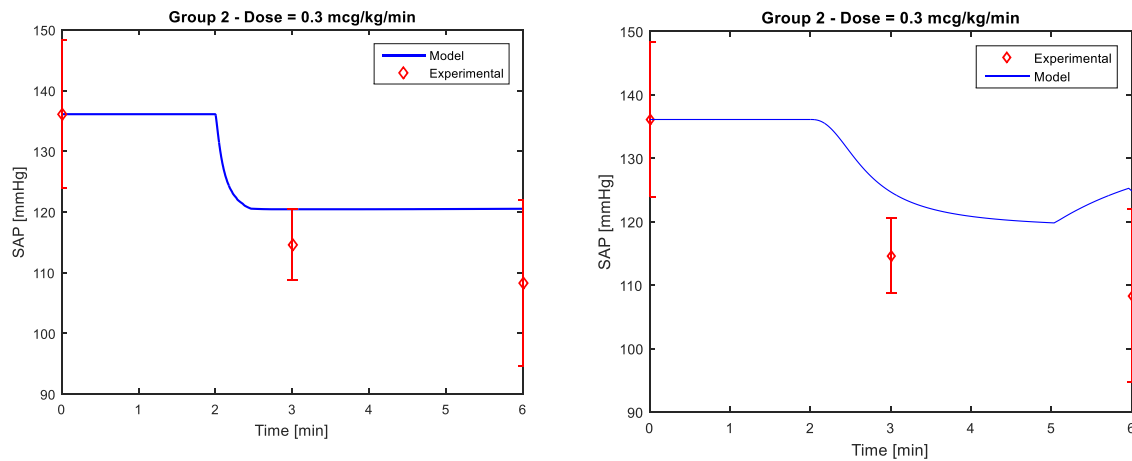 Group 2 - Dose = 0.3 mcg/kg/min
150
140
130
120
110
100
90
SAP [mmHg]
Model
Experimental
0 1 2 3 4 5 6
Time [min]
Group 2 - Dose = 0.3 mcg/kg/min
150
140
130
120
110
100
90
SAP [mmHg]
Experimental
Model
0 1 2 3 4 5 6
Time [min]